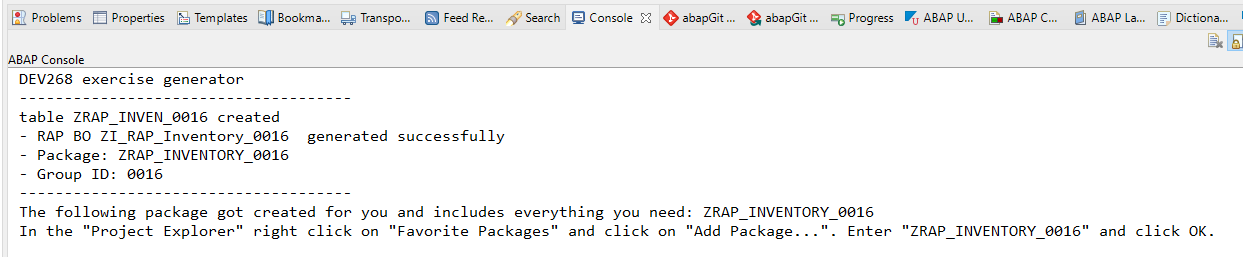 Problems Properties Templates Bookma... Transpo... Feed Re... Search Console abapGit ... abapGit ... Progress ABAP U... ABAP C... ABAP La... Dictiona...
ABAP Console
DEV268 exercise generator
------------------------------------
table ZRAP_INVEN_0016 created
- RAP BO ZI_RAP_Inventory_0016  generated successfully
- Package: ZRAP_INVENTORY_0016
- Group ID: 0016
------------------------------------
The following package got created for you and includes everything you need: ZRAP_INVENTORY_0016
In the "Project Explorer" right click on "Favorite Packages" and click on "Add Package...". Enter "ZRAP_INVENTORY_0016" and click OK.